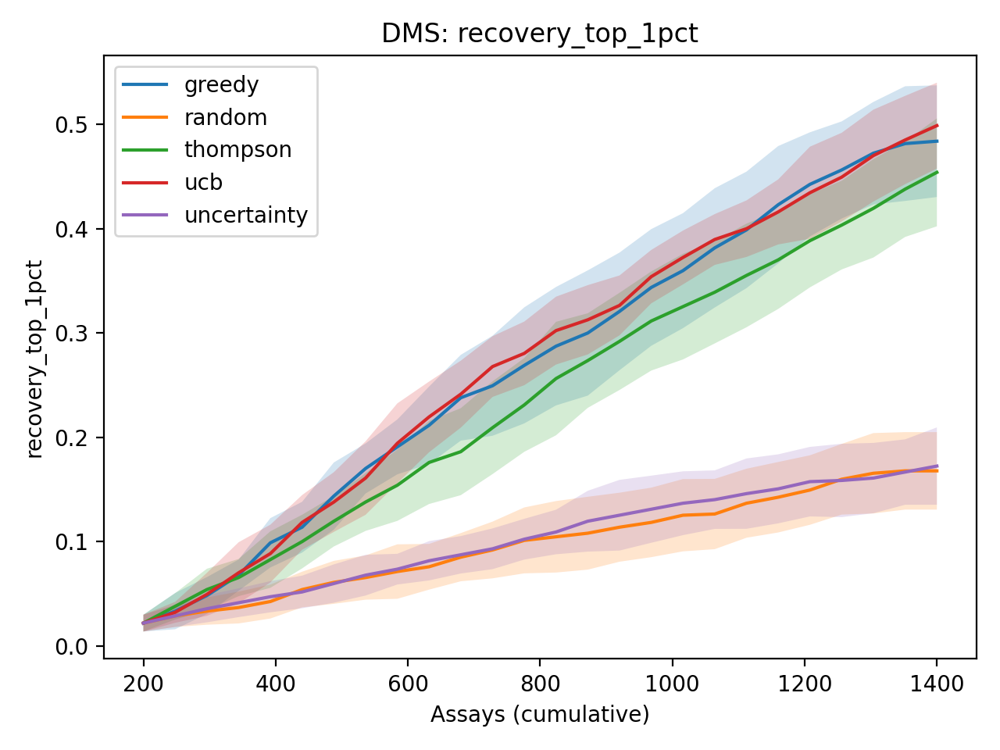 DMS: recovery_top_1pct
greedy
random
thompson
ucb
uncertainty
recovery_top_1pct
0.5
0.4
0.3
0.2
0.1
0.0
200 400 600 800 1000 1200 1400
Assays (cumulative)